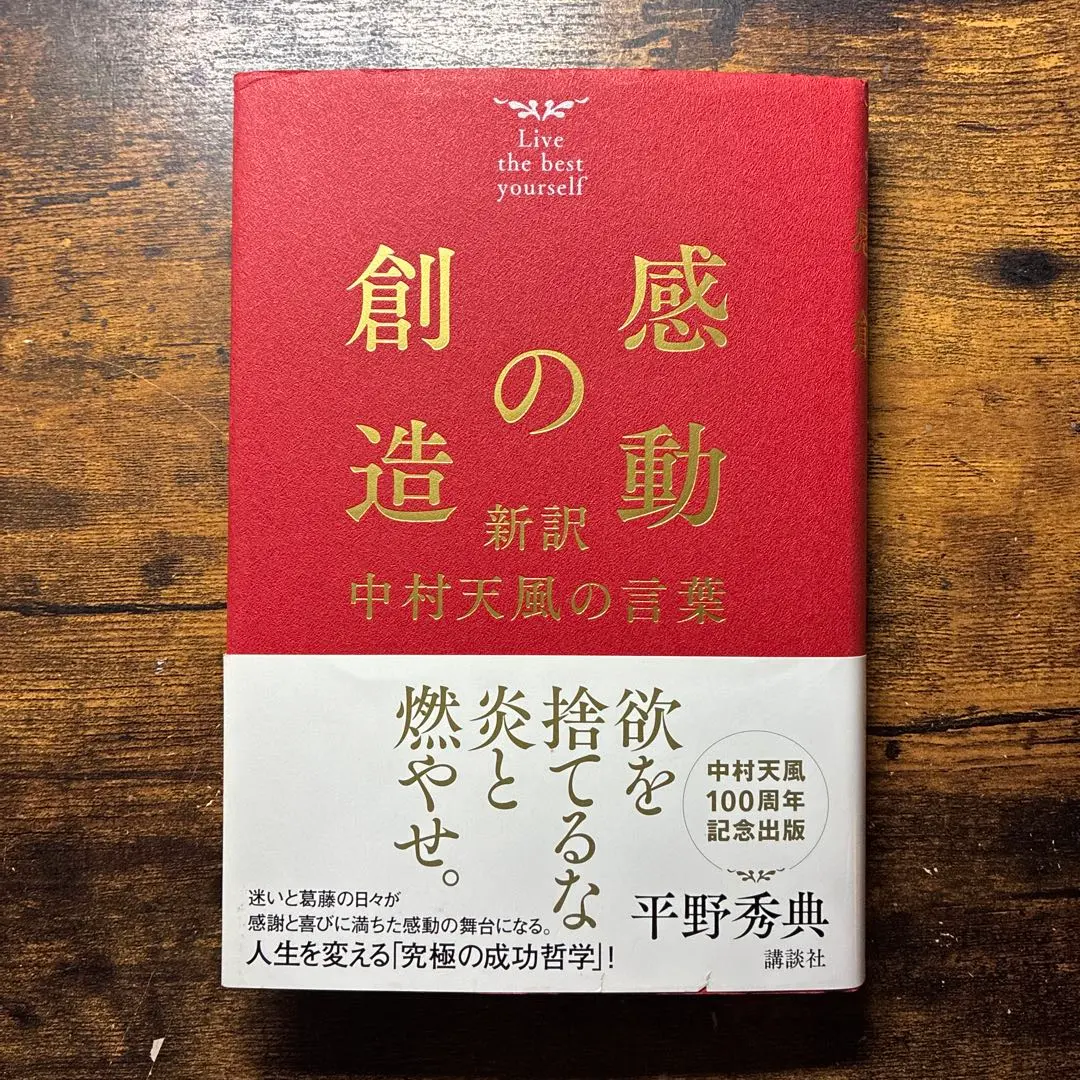 Live
the best
yourself
感動
の
創造
新訳
中村天風の言葉
欲を
捨てるな
炎と
燃やせ。
中村天風
100周年
記念出版
平野秀典
講談社
迷いと葛藤の日々が
感謝と喜びに満ちた感動の舞台になる。
人生を変える「究極の成功哲学」!